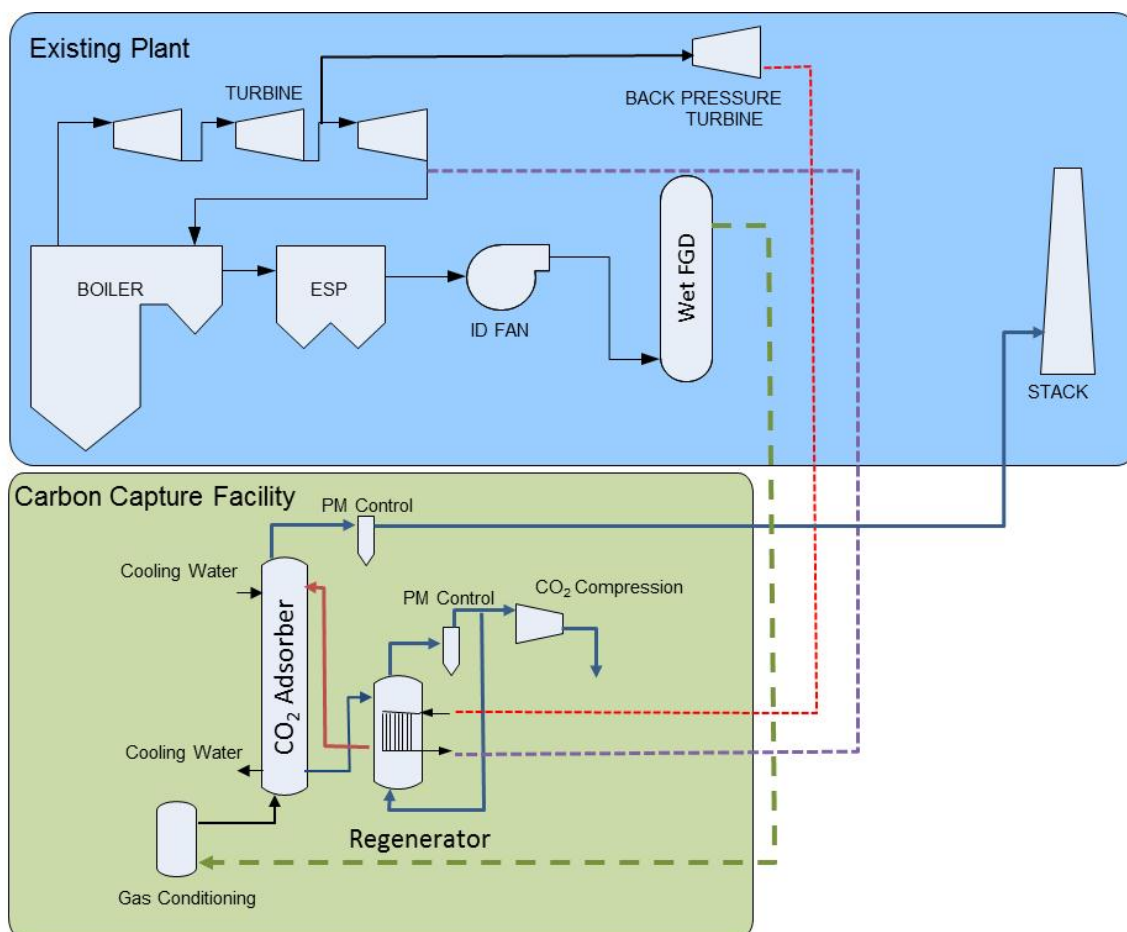 Existing Plant
TURBINE
BACK PRESSURE
TURBINE
BOILER
ESP
ID FAN
Wet FGD
STACK
Carbon Capture Facility
PM Control
Cooling Water
CO₂ Adsorber
PM Control
CO₂ Compression
Cooling Water
Regenerator
Gas Conditioning